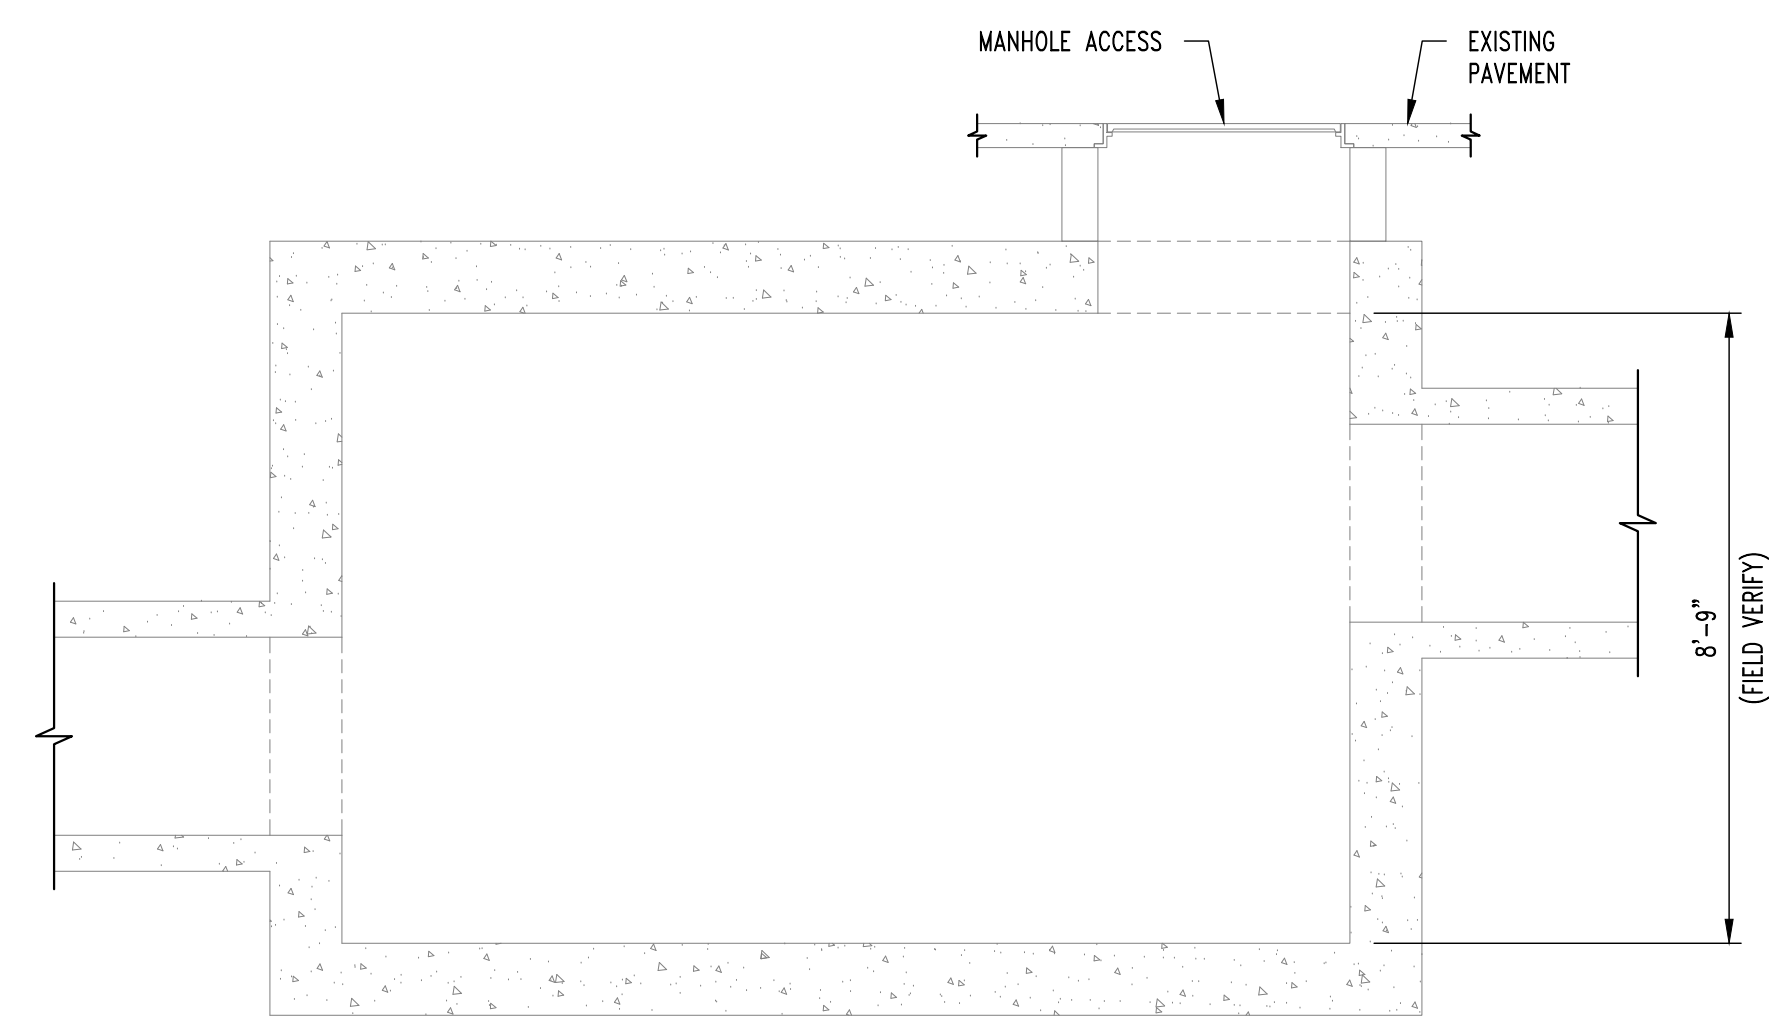 MANHOLE ACCESS
EXISTING
PAVEMENT
8'-9"
(FIELD VERIFY)